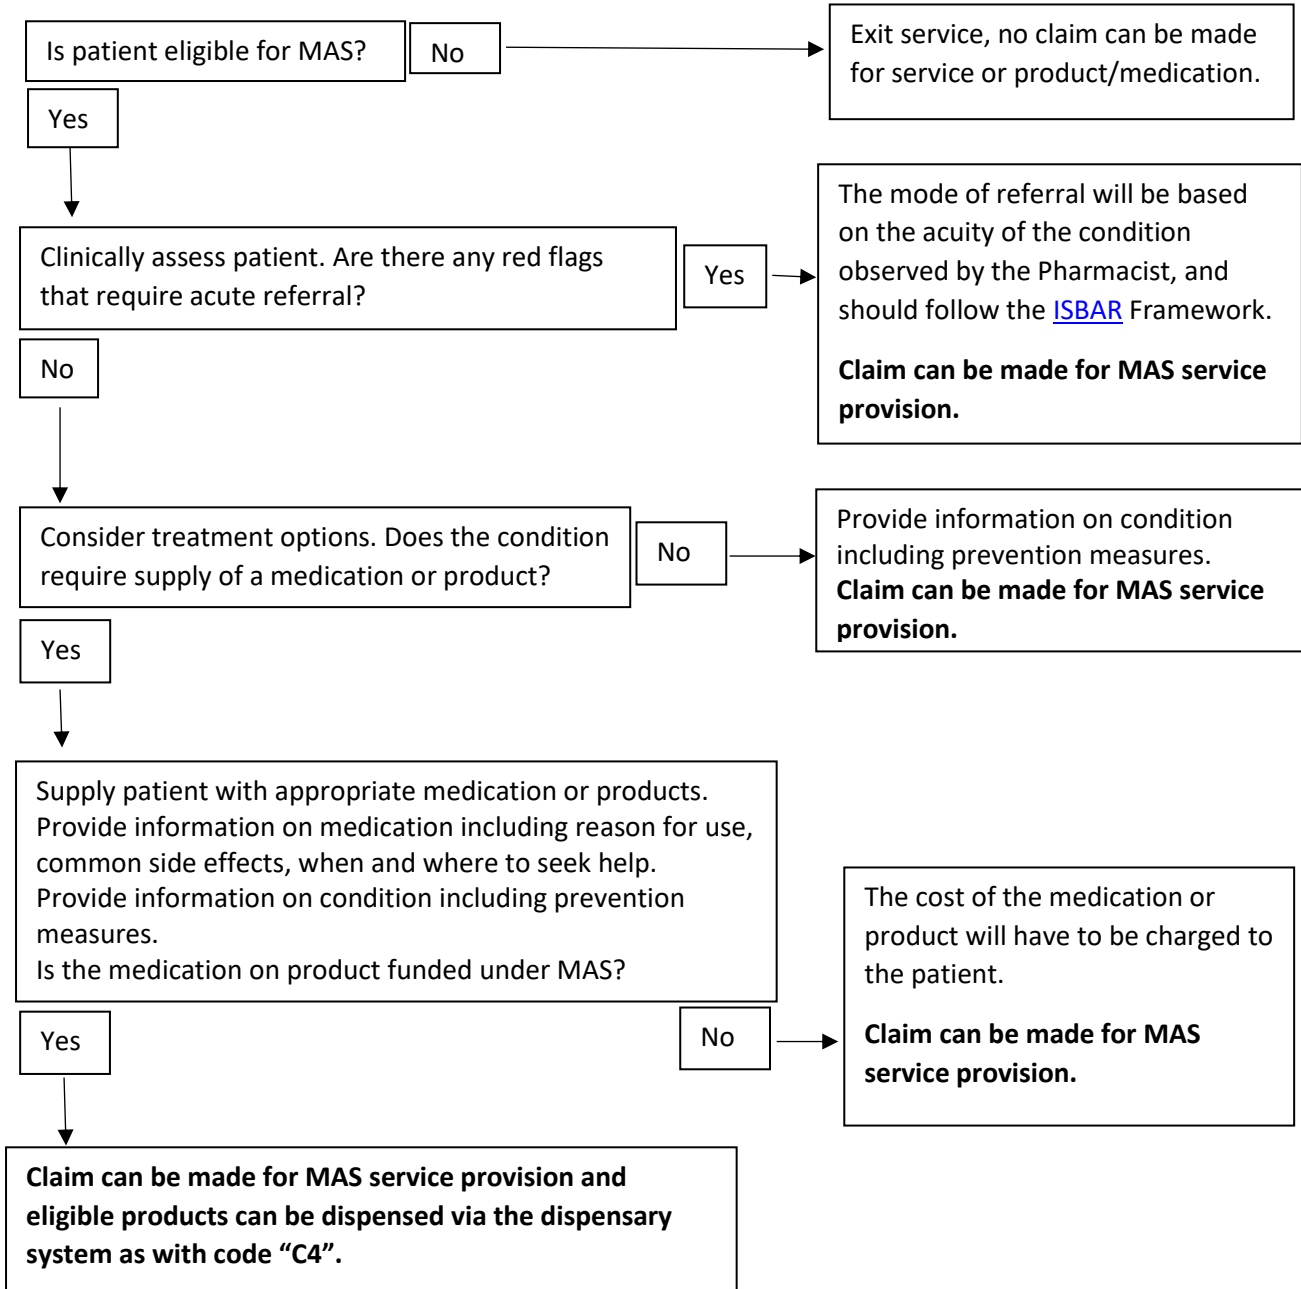 Is patient eligible for MAS?
No
Exit service, no claim can be made
for service or product/medication.
Yes
Clinically assess patient. Are there any red flags
that require acute referral?
Yes
The mode of referral will be based
on the acuity of the condition
observed by the Pharmacist, and
should follow the ISBAR Framework.
Claim can be made for MAS service
provision.
No
Consider treatment options. Does the condition
require supply of a medication or product?
No
Provide information on condition
including prevention measures.
Claim can be made for MAS service
provision.
Yes
Supply patient with appropriate medication or products.
Provide information on medication including reason for use,
common side effects, when and where to seek help.
Provide information on condition including prevention
measures.
Is the medication on product funded under MAS?
No
The cost of the medication or
product will have to be charged to
the patient.
Claim can be made for MAS
service provision.
Yes
Claim can be made for MAS service provision and
eligible products can be dispensed via the dispensary
system as with code “C4”.